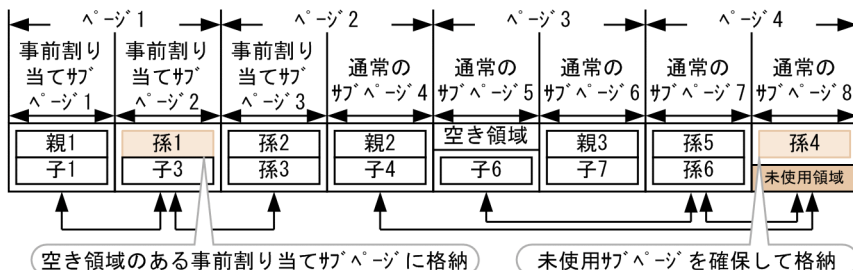 ページ1 ページ2 ページ3 ページ4
事前割り当てサブページ1 事前割り当てサブページ2 事前割り当てサブページ3 通常のサブページ4 通常のサブページ5 通常のサブページ6 通常のサブページ7 通常のサブページ8
親1 孫1 孫2 親2 空き領域 親3 孫5 孫4
子1 子3 孫3 子4 子6 子7 孫6 未使用領域
空き領域のある事前割り当てサブページに格納 未使用サブページを確保して格納